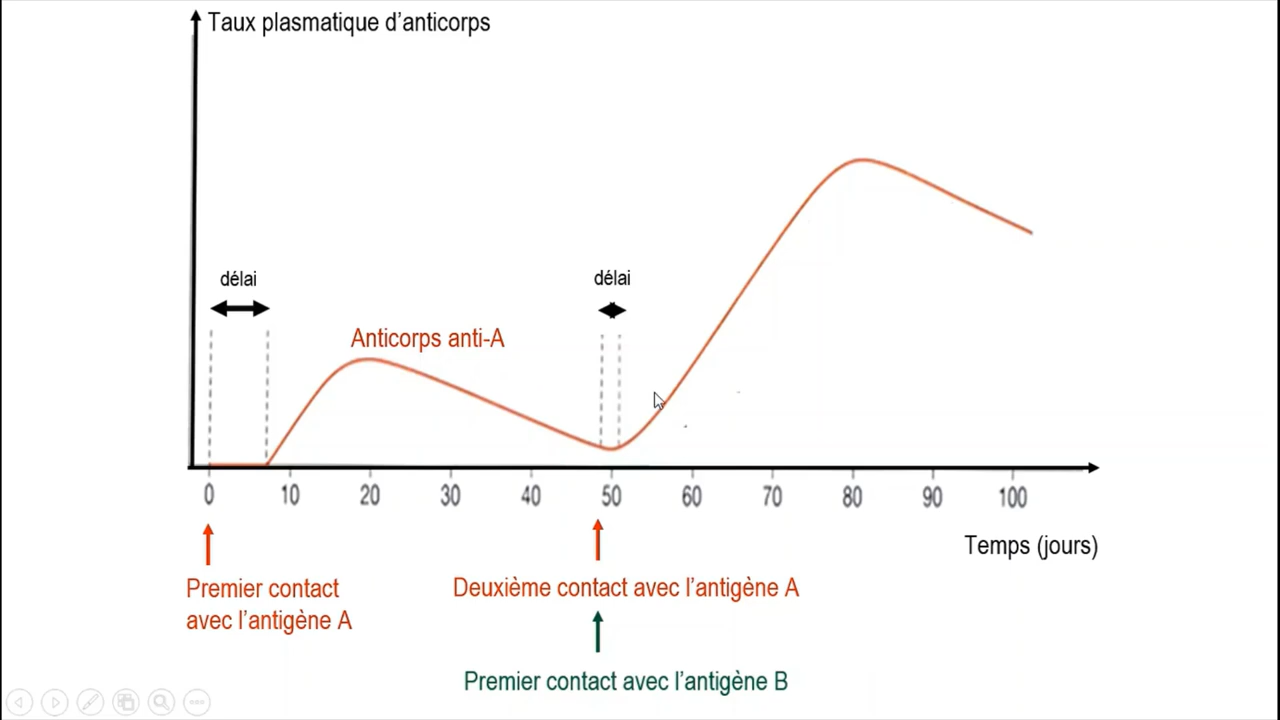 Taux plasmatique d’anticorps
délai
délai
Anticorps anti-A
0 10 20 30 40 50 60 70 80 90 100
Temps (jours)
Premier contact
avec l’antigène A
Deuxième contact avec l’antigène A
Premier contact avec l’antigène B